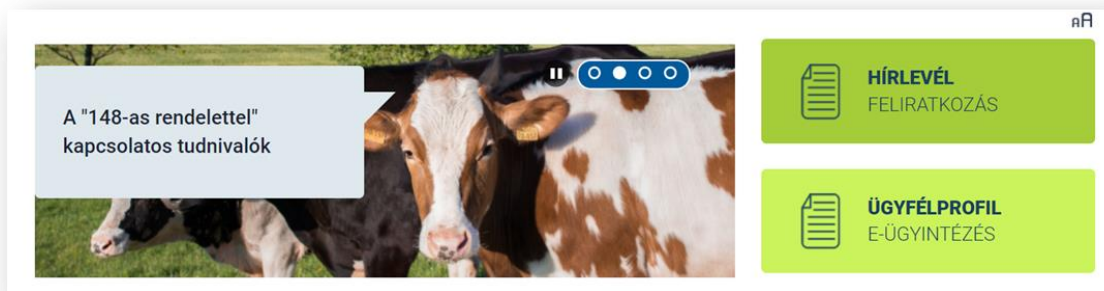 AA
A "148-as rendelettel"
kapcsolatos tudnivalók
HÍRLEVÉL
FELIRATKOZÁS
ÜGYFÉLPROFIL
E-ÜGYINTÉZÉS